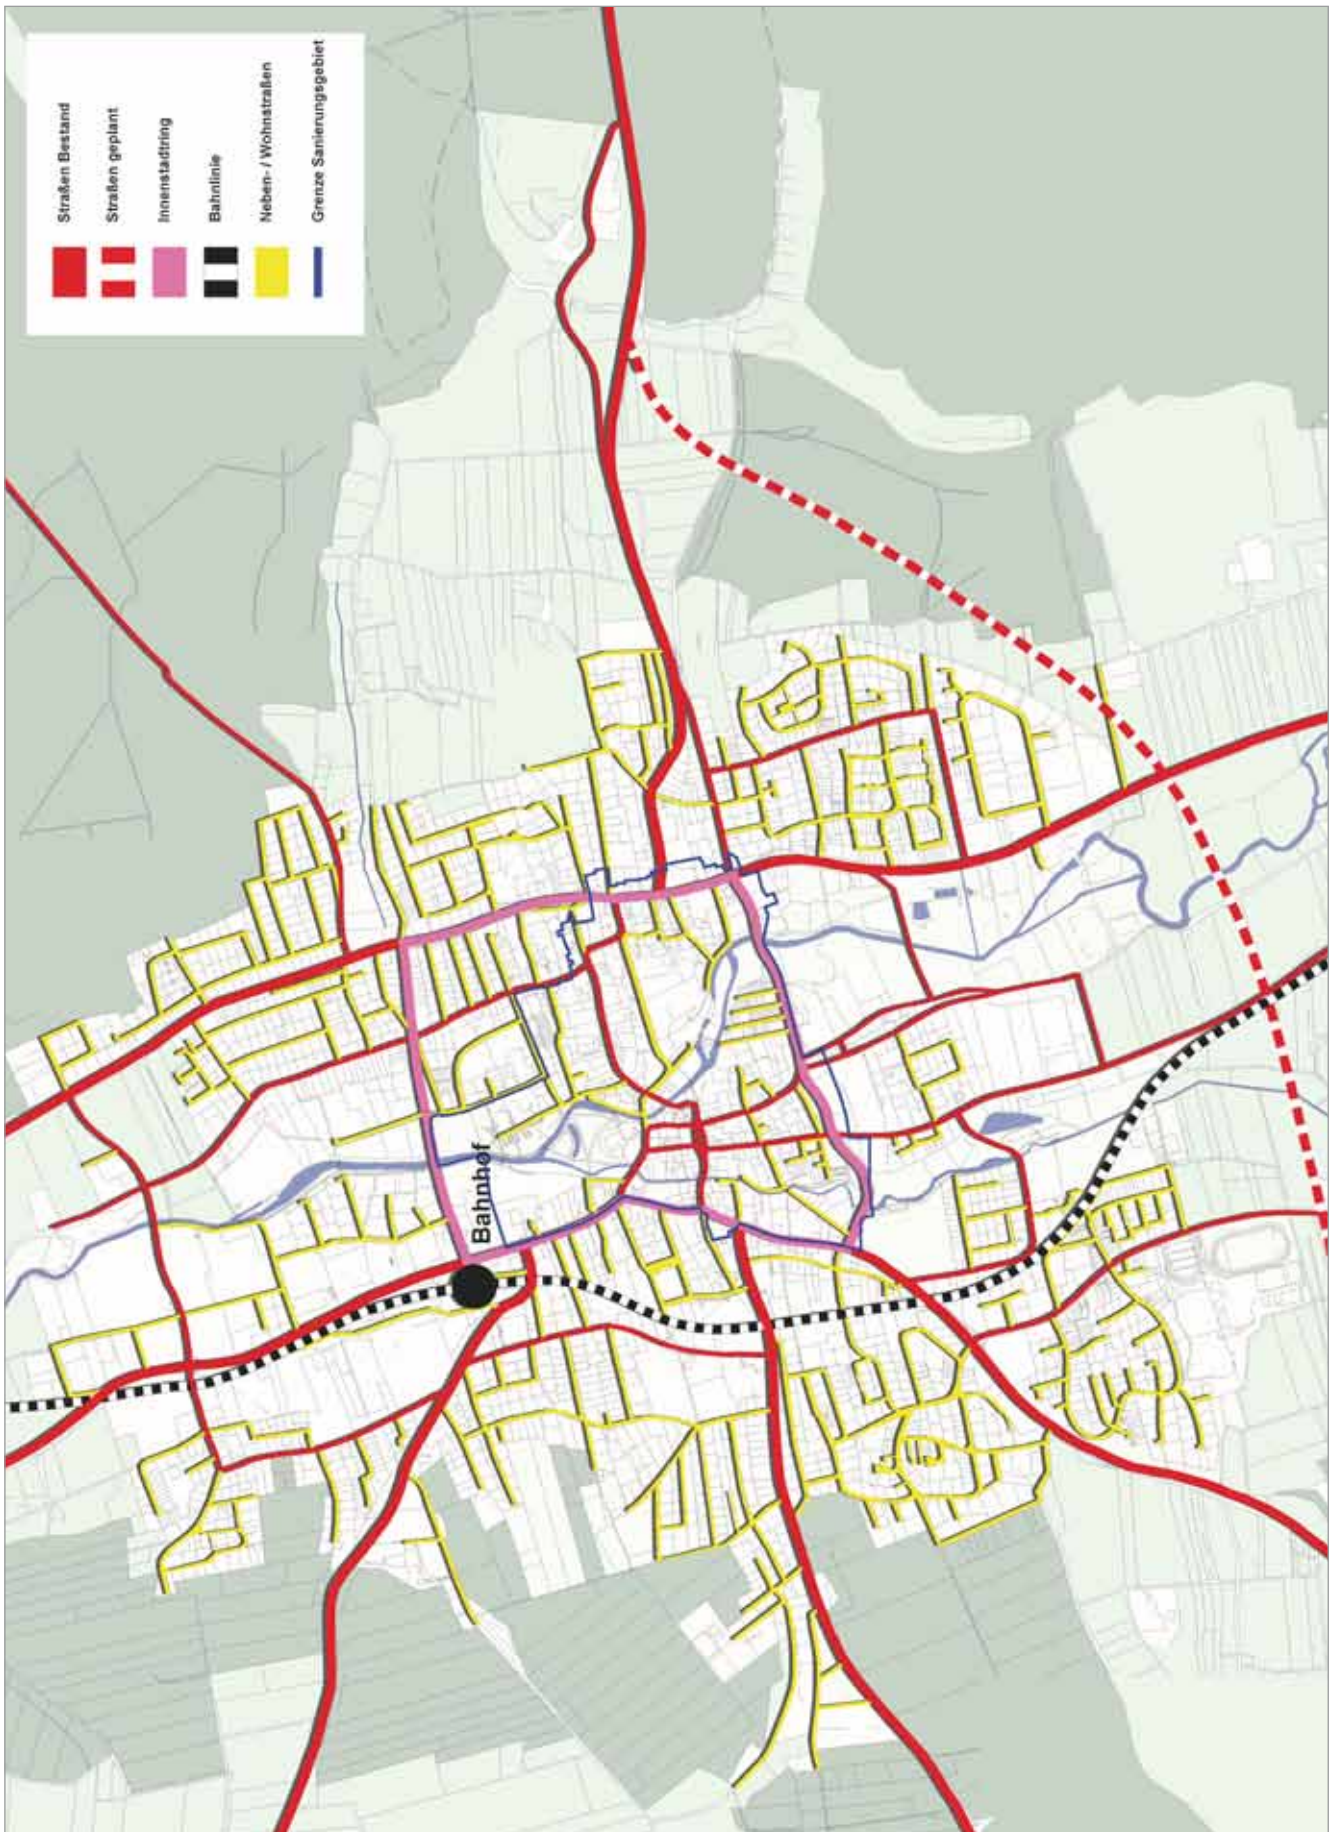 Straßen Bestand
Straßen geplant
Innenstadtring
Bahnlinie
Neben- / Wohnstraßen
Grenze Sanierungsgebiet
Bahnhof